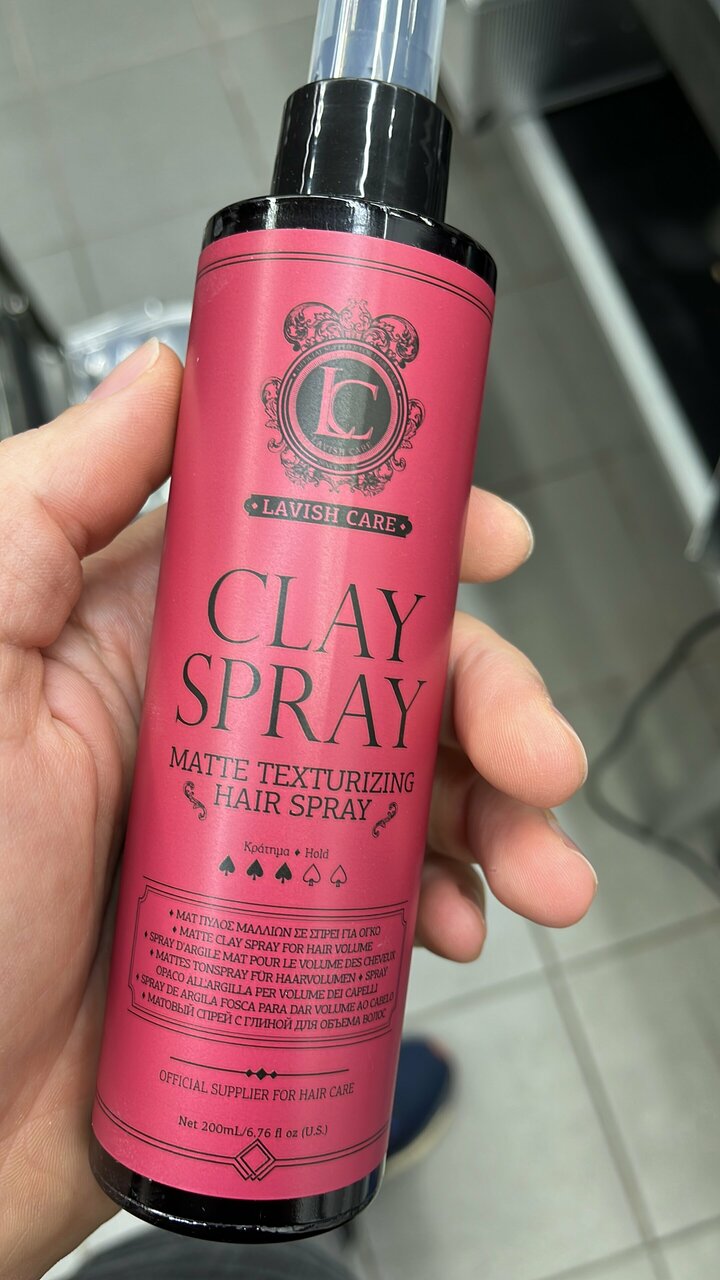 LC
LAVISH CARE
LAVISH CARE
CLAY
SPRAY
MATTE TEXTURIZING
HAIR SPRAY
Κράτημα ♦ Hold
♦ ΜΑΤ ΠΥΛΟΣ ΜΑΛΛΙΩΝ ΣΕ ΣΠΡΕΙ ΓΙΑ ΟΓΚΟ
♦ MATTE CLAY SPRAY FOR HAIR VOLUME
♦ SPRAY D'ARGILE MAT POUR LE VOLUME DES CHEVEUX
♦ MATTES TONSPRAY FÜR HAARVOLUMEN ♦ SPRAY
OPACO ALL'ARGILLA PER VOLUME DEI CAPELLI
♦ SPRAY DE ARGILA FOSCA PARA DAR VOLUME AO CABELO
♦ МАТОВЫЙ СПРЕЙ С ГЛИНОЙ ДЛЯ ОБЪЕМА ВОЛОС
OFFICIAL SUPPLIER FOR HAIR CARE
Net 200mL/6.76 fl oz (U.S.)